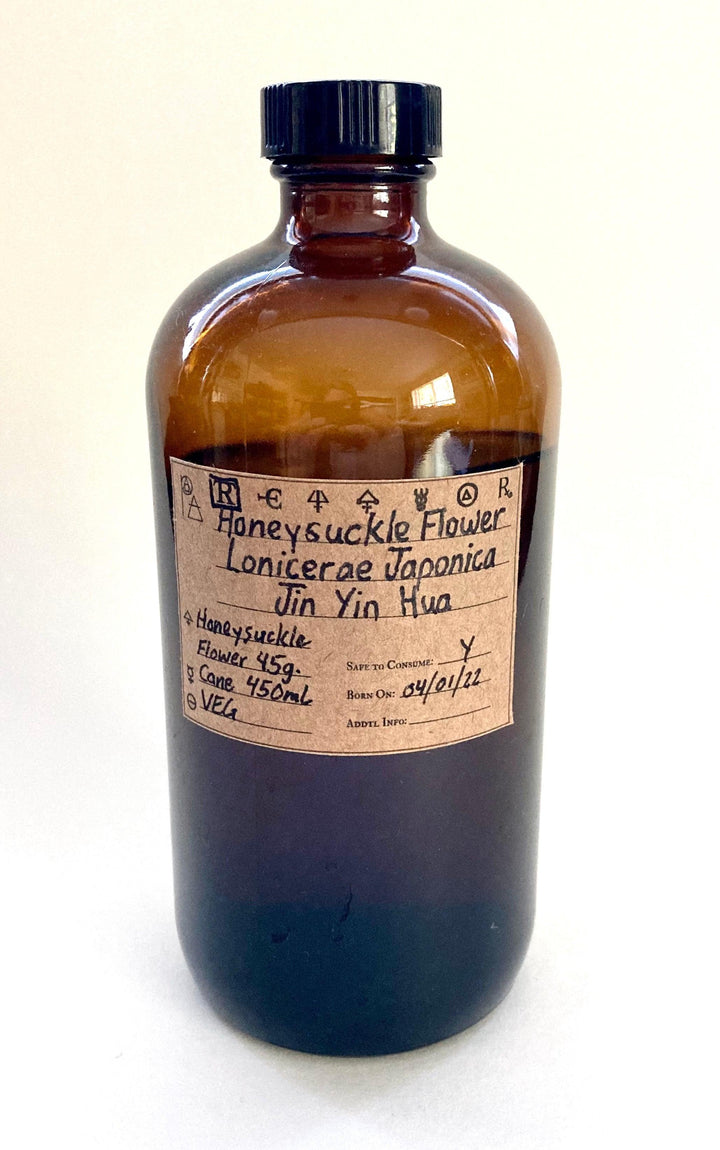 R R
Honeysuckle Flower
Lonicerae Japonica
Jin Yin Hua
Honeysuckle
Flower 45g.
Cane 450mL
VEG
Safe to Consume: Y
Born On: 04/01/22
Addtl Info: